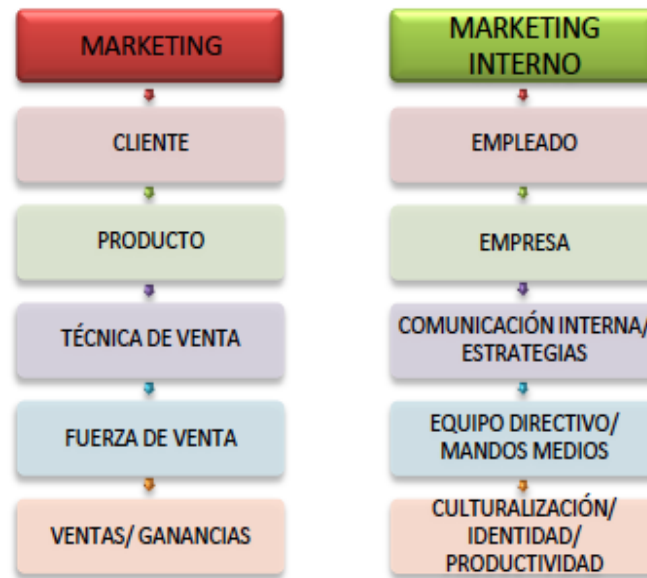 MARKETING
CLIENTE
PRODUCTO
TÉCNICA DE VENTA
FUERZA DE VENTA
VENTAS/ GANANCIAS
MARKETING
INTERNO
EMPLEADO
EMPRESA
COMUNICACIÓN INTERNA/
ESTRATEGIAS
EQUIPO DIRECTIVO/
MANDOS MEDIOS
CULTURALIZACIÓN/
IDENTIDAD/
PRODUCTIVIDAD